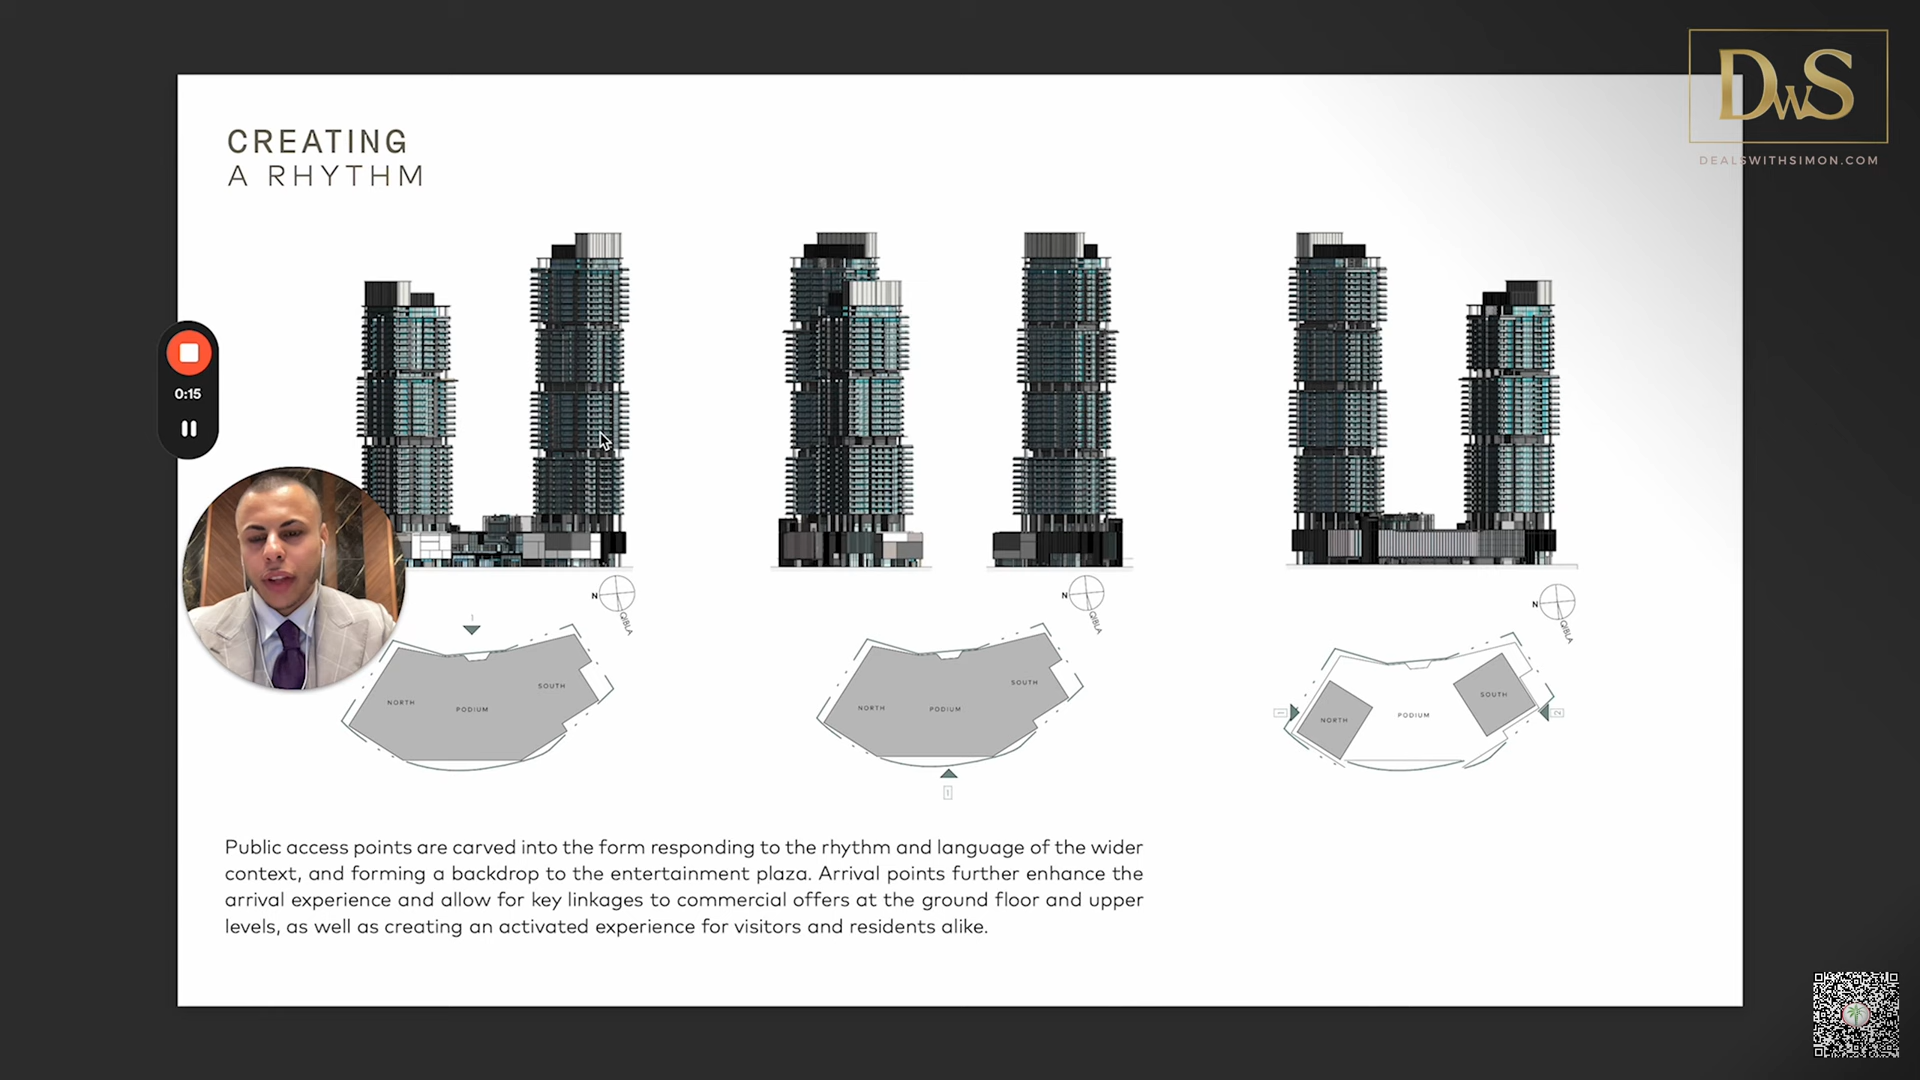 DWS
DEALSWITHSIMON.COM
CREATING
A RHYTHM
0:15
N
QIBLA
N
QIBLA
N
QIBLA
1
NORTH
PODIUM
SOUTH
NORTH
PODIUM
SOUTH
1
1
NORTH
PODIUM
SOUTH
2
Public access points are carved into the form responding to the rhythm and language of the wider
context, and forming a backdrop to the entertainment plaza. Arrival points further enhance the
arrival experience and allow for key linkages to commercial offers at the ground floor and upper
levels, as well as creating an activated experience for visitors and residents alike.